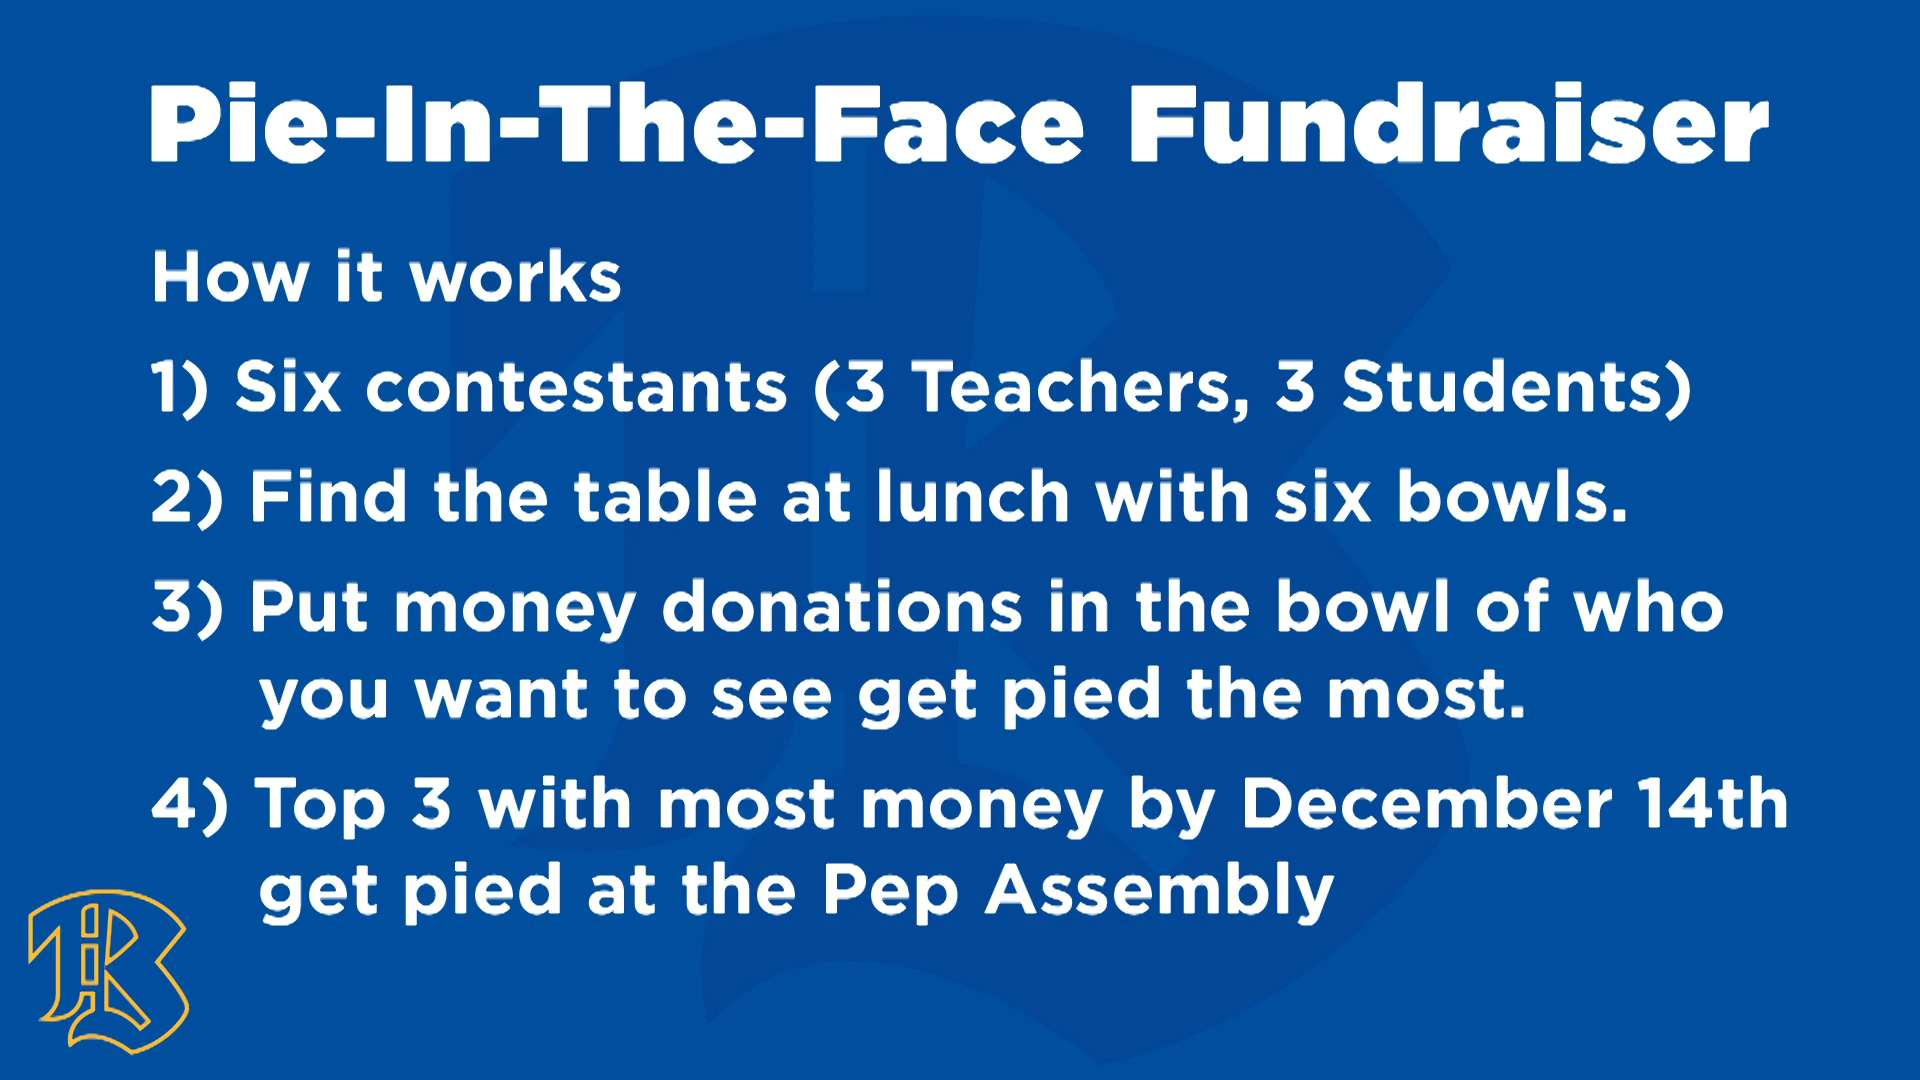 Pie-In-The-Face Fundraiser
How it works
1) Six contestants (3 Teachers, 3 Students)
2) Find the table at lunch with six bowls.
3) Put money donations in the bowl of who
you want to see get pied the most.
4) Top 3 with most money by December 14th
get pied at the Pep Assembly
B